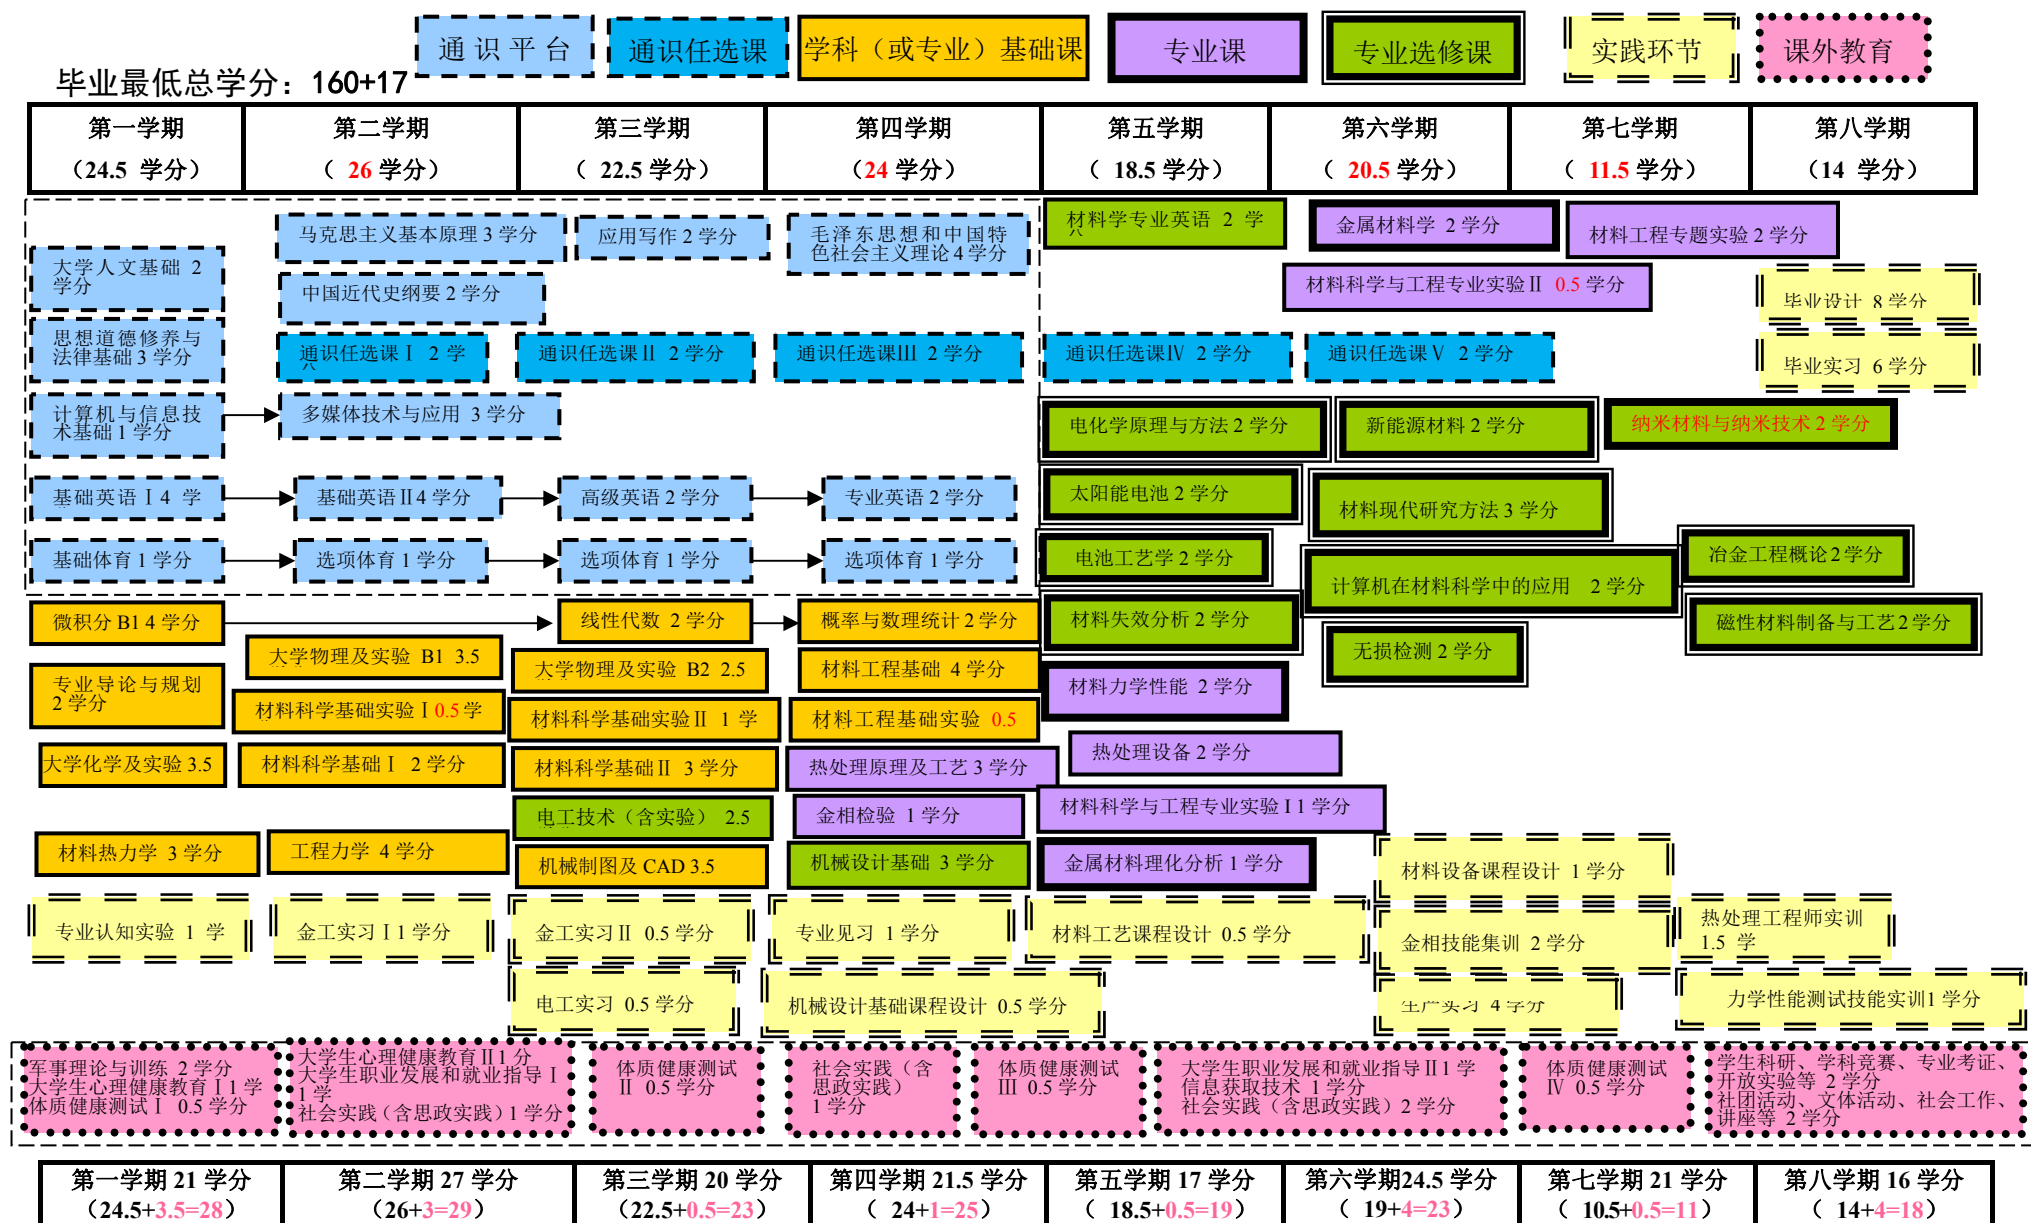 通识平台
通识任选课
学科（或专业）基础课
专业课
专业选修课
实践环节
课外教育
毕业最低总学分：160+17
第一学期
（24.5 学分）
第二学期
（ 26 学分）
第三学期
（ 22.5 学分）
第四学期
（24 学分）
第五学期
（ 18.5 学分）
第六学期
（ 20.5 学分）
第七学期
（ 11.5 学分）
第八学期
（14 学分）
大学人文基础 2
学分
思想道德修养与
法律基础 3 学分
计算机与信息技
术基础 1 学分
基础英语Ⅰ4 学
基础体育 1 学分
马克思主义基本原理 3 学分
中国近代史纲要 2 学分
通识任选课Ⅰ 2 学
多媒体技术与应用 3 学分
基础英语Ⅱ4 学分
选项体育 1 学分
应用写作 2 学分
通识任选课Ⅱ 2 学分
高级英语 2 学分
选项体育 1 学分
毛泽东思想和中国特
色社会主义理论 4 学分
通识任选课Ⅲ 2 学分
专业英语 2 学分
选项体育 1 学分
材料学专业英语 2 学
金属材料学 2 学分
材料工程专题实验 2 学分
材料科学与工程专业实验Ⅱ 0.5 学分
毕业设计 8 学分
毕业实习 6 学分
通识任选课Ⅳ 2 学分
通识任选课Ⅴ 2 学分
电化学原理与方法 2 学分
新能源材料 2 学分
纳米材料与纳米技术 2 学分
太阳能电池 2 学分
材料现代研究方法 3 学分
电池工艺学 2 学分
计算机在材料科学中的应用 2 学分
冶金工程概论 2 学分
材料失效分析 2 学分
无损检测 2 学分
磁性材料制备与工艺 2 学分
微积分 B1 4 学分
线性代数 2 学分
概率与数理统计 2 学分
大学物理及实验 B1 3.5
大学物理及实验 B2 2.5
材料工程基础 4 学分
专业导论与规划
2 学分
材料科学基础实验Ⅰ0.5 学
材料科学基础实验Ⅱ 1 学
材料工程基础实验 0.5
材料力学性能 2 学分
大学化学及实验 3.5
材料科学基础Ⅰ 2 学分
材料科学基础Ⅱ 3 学分
热处理原理及工艺 3 学分
热处理设备 2 学分
电工技术（含实验） 2.5
金相检验 1 学分
材料科学与工程专业实验 I 1 学分
材料热力学 3 学分
工程力学 4 学分
机械制图及 CAD 3.5
机械设计基础 3 学分
金属材料理化分析 1 学分
材料设备课程设计 1 学分
专业认知实验 1 学
金工实习Ⅰ1 学分
金工实习Ⅱ 0.5 学分
专业见习 1 学分
材料工艺课程设计 0.5 学分
金相技能集训 2 学分
热处理工程师实训
1.5 学
电工实习 0.5 学分
机械设计基础课程设计 0.5 学分
生产实习 4 学分
力学性能测试技能实训1 学分
军事理论与训练 2 学分
大学生心理健康教育Ⅰ1 学
体质健康测试Ⅰ 0.5 学分
大学生心理健康教育Ⅱ1 分
大学生职业发展和就业指导Ⅰ
1 学
社会实践（含思政实践）1 学分
体质健康测试
Ⅱ 0.5 学分
社会实践（含
思政实践）
1 学分
体质健康测试
Ⅲ 0.5 学分
大学生职业发展和就业指导Ⅱ1 学
信息获取技术 1 学分
社会实践（含思政实践）2 学分
体质健康测试
Ⅳ 0.5 学分
学生科研、学科竞赛、专业考证、
开放实验等 2 学分
社团活动、文体活动、社会工作、
讲座等 2 学分
第一学期 21 学分
（24.5+3.5=28）
第二学期 27 学分
（26+3=29）
第三学期 20 学分
（22.5+0.5=23）
第四学期 21.5 学分
（ 24+1=25）
第五学期 17 学分
（ 18.5+0.5=19）
第六学期24.5 学分
（ 19+4=23）
第七学期 21 学分
（ 10.5+0.5=11）
第八学期 16 学分
（ 14+4=18）